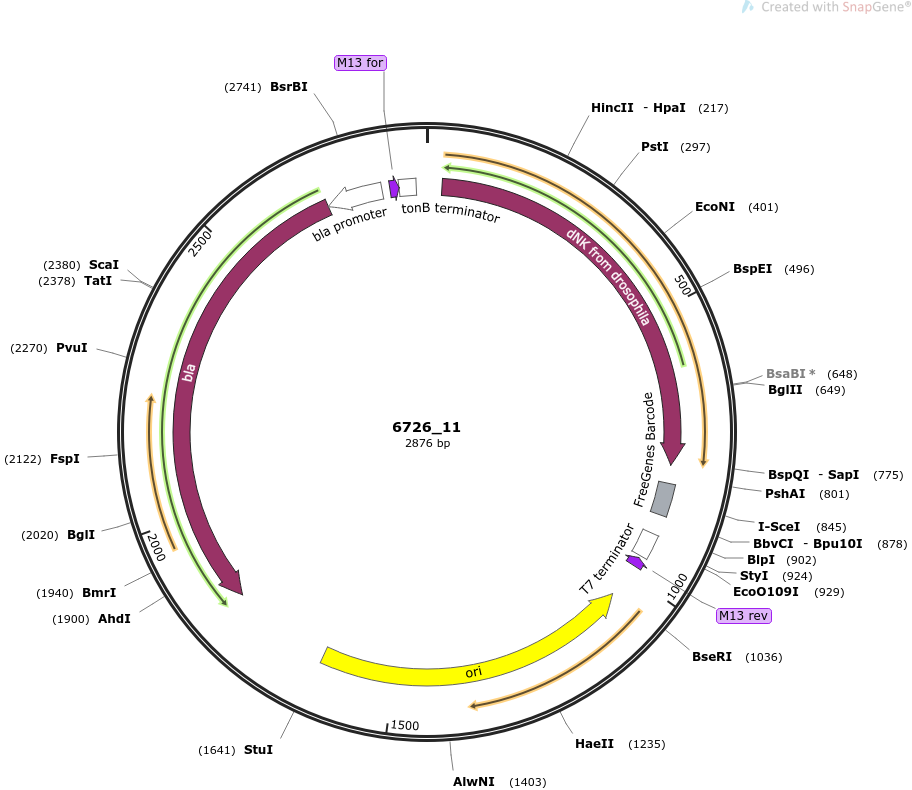 Created with SnapGene®
M13 for
(2741) BsrBI
HincII - HpaI (217)
PstI (297)
EcoNI (401)
BspEI (496)
BsaBI * (648)
BglII (649)
BspQI - SapI (775)
PshAI (801)
I-SceI (845)
BbvCI - Bpu10I (878)
BlpI (902)
StyI (924)
EcoO109I (929)
M13 rev
BseRI (1036)
HaeII (1235)
AlwNI (1403)
(1641) StuI
(1900) AhdI
(1940) BmrI
(2020) BglI
(2122) FspI
(2270) PvuI
(2378) TatI
(2380) ScaI
500
1000
1500
2000
2500
bla promoter
tonB terminator
dNK from drosophila
FreeGenes Barcode
T7 terminator
ori
bla
6726_11
2876 bp